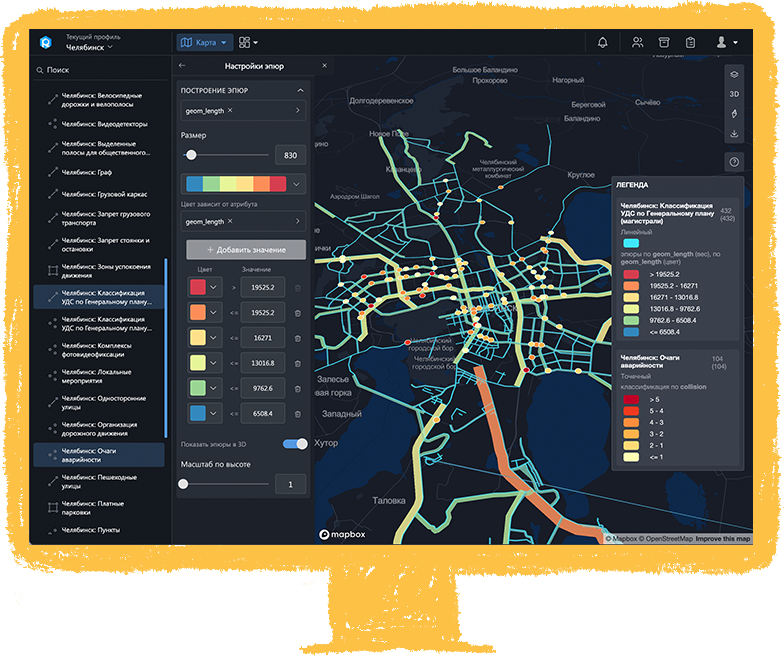 Текущий профиль
Челябинск
Карта
Поиск
Челябинск: Велосипедные
дорожки и велополосы
Челябинск: Видеодетекторы
Челябинск: Выделенные
полосы для общественного...
Челябинск: Граф
Челябинск: Грузовой каркас
Челябинск: Запрет грузового
транспорта
Челябинск: Запрет стоянки и
остановки
Челябинск: Зоны успокоения
движения
Челябинск: Классификация
УДС по Генеральному плану...
Челябинск: Классификация
УДС по Генеральному плану...
Челябинск: Комплексы
фотовидеофиксации
Челябинск: Локальные
мероприятия
Челябинск: Односторонние
улицы
Челябинск: Организация
дорожного движения
Челябинск: Очаги
аварийности
Челябинск: Пешеходные
улицы
Челябинск: Платные
парковки
Челябинск: Пункты
Настройки эпюр
ПОСТРОЕНИЕ ЭПЮР
geom_length ×
Размер
830
Цвет зависит от атрибута
geom_length ×
+ Добавить значение
Цвет Значение
> 19525.2
<= 19525.2
<= 16271
<= 13016.8
<= 9762.6
<= 6508.4
Показать эпюры в 3D
Масштаб по высоте
1
Большое Баландино
Прохорово
Нагорный
Долгодеревенское
Береговой
Сычёво
Баландино
Новое Поле
Казанцево
Челябинский
металлургический
комбинат
Круглое
Аэродром Шагол
Челябинский
городской бор
Челябинский
городской бор
Залесье
Западный
Хутор
Таловка
3D
ЛЕГЕНДА
Челябинск: Классификация
УДС по Генеральному плану
(магистрали)
432
(432)
Линейный
эпюры по geom_length (вес), по
geom_length (цвет)
> 19525.2
19525.2 - 16271
16271 - 13016.8
13016.8 - 9762.6
9762.6 - 6508.4
<= 6508.4
Челябинск: Очаги
аварийности
104
(104)
Точечный
классификация по collision
> 5
5 - 4
4 - 3
3 - 2
2 - 1
<= 1
mapbox
© Mapbox © OpenStreetMap Improve this map